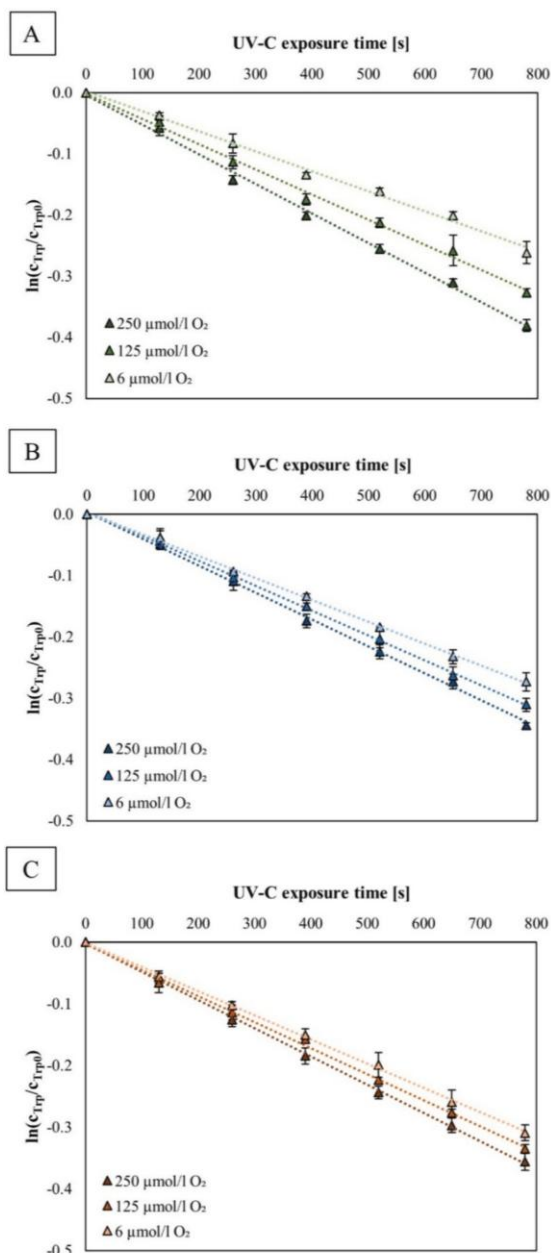 A
UV-C exposure time [s]
0 100 200 300 400 500 600 700 800
0.0
-0.1
-0.2
-0.3
-0.4
-0.5
ln(cTrp/cTrp0)
250 µmol/l O₂
125 µmol/l O₂
6 µmol/l O₂
B
UV-C exposure time [s]
0 100 200 300 400 500 600 700 800
0.0
-0.1
-0.2
-0.3
-0.4
-0.5
ln(cTrp/cTrp0)
250 µmol/l O₂
125 µmol/l O₂
6 µmol/l O₂
C
UV-C exposure time [s]
0 100 200 300 400 500 600 700 800
0.0
-0.1
-0.2
-0.3
-0.4
-0.5
ln(cTrp/cTrp0)
250 µmol/l O₂
125 µmol/l O₂
6 µmol/l O₂